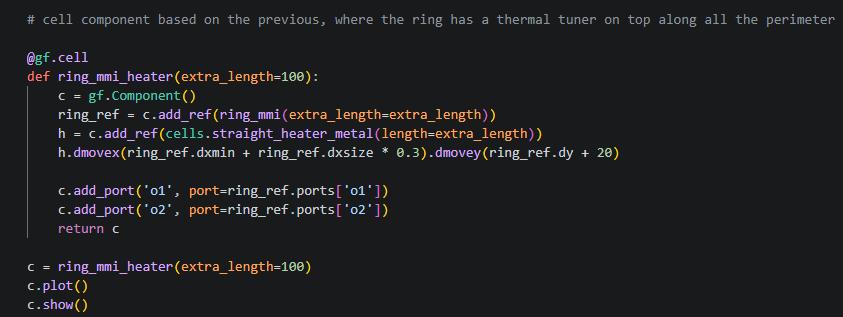 # cell component based on the previous, where the ring has a thermal tuner on top along all the perimeter
@gf.cell
def ring_mmi_heater(extra_length=100):
    c = gf.Component()
    ring_ref = c.add_ref(ring_mmi(extra_length=extra_length))
    h = c.add_ref(cells.straight_heater_metal(length=extra_length))
    h.dmovex(ring_ref.dxmin + ring_ref.dxsize * 0.3).dmovey(ring_ref.dy + 20)
    c.add_port('o1', port=ring_ref.ports['o1'])
    c.add_port('o2', port=ring_ref.ports['o2'])
    return c
c = ring_mmi_heater(extra_length=100)
c.plot()
c.show()